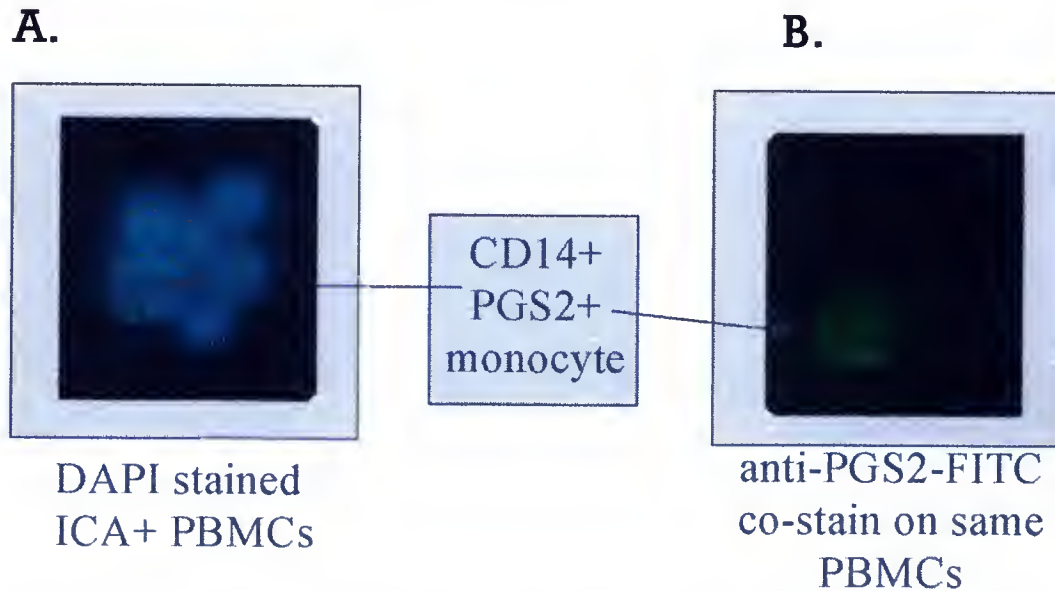 A.
B.
CD14+
PGS2+
monocyte
DAPI stained
ICA+ PBMCs
anti-PGS2-FITC
co-stain on same
PBMCs